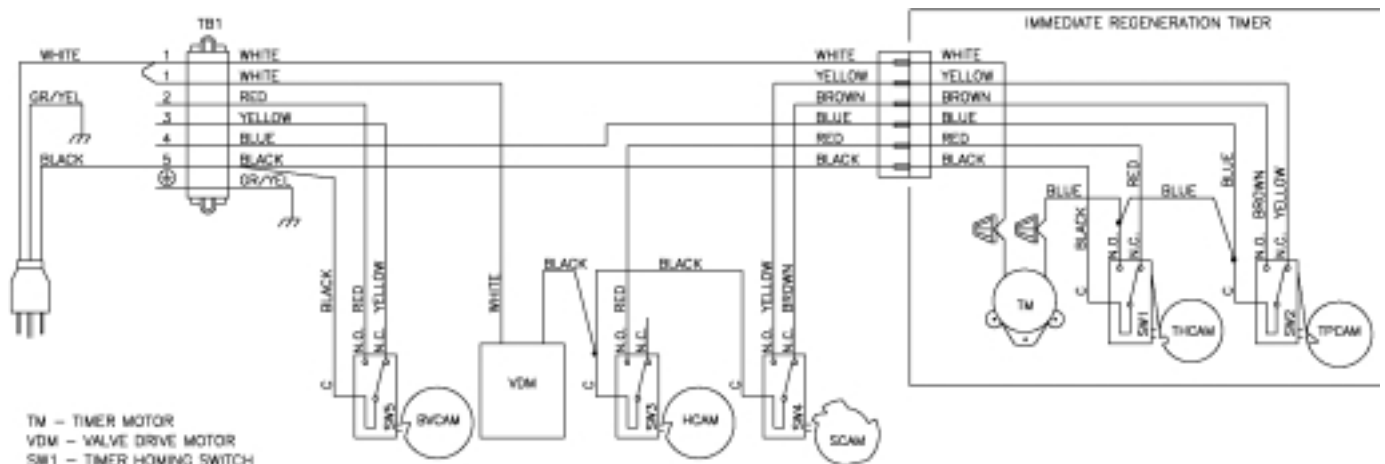 TB1
IMMEDIATE REGENERATION TIMER
WHITE 1 WHITE WHITE WHITE
1 WHITE YELLOW YELLOW
GR/YEL 2 RED BROWN BROWN
3 YELLOW BLUE BLUE
4 BLUE RED RED
BLACK 5 BLACK BLACK BLACK
GR/YEL
BLUE
BLACK
RED
BLUE
BLUE
BROWN
YELLOW
N.O.
N.C.
N.O.
N.C.
BLACK
BLACK
BLACK
RED
YELLOW
WHITE
RED
YELLOW
BROWN
TM
C
SW1
THCAM
C
SW2
TPCAM
N.O.
N.C.
N.O.
N.C.
N.O.
N.C.
C
SW5
BVCAM
VDM
C
SW3
HCAM
C
SW4
SCAM
TM – TIMER MOTOR
VDM – VALVE DRIVE MOTOR
SW1 – TIMER HOMING SWITCH